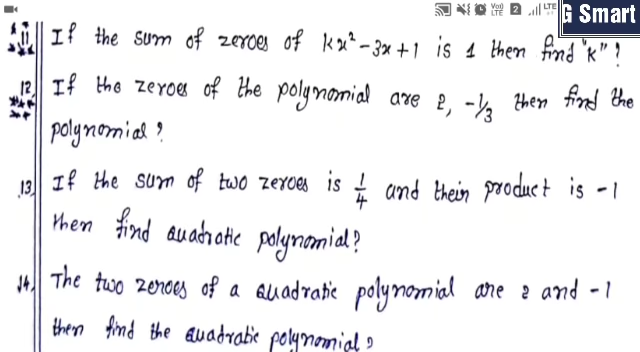 G Smart
11. If the sum of zeroes of kx²-3x+1 is 1 then find "k"?
12. If the zeroes of the polynomial are 2, -1/3 then find the
polynomial?
13. If the sum of two zeroes is 1/4 and their product is -1
then find quadratic polynomial?
14. The two zeroes of a quadratic polynomial are 2 and -1
then find the quadratic polynomial?